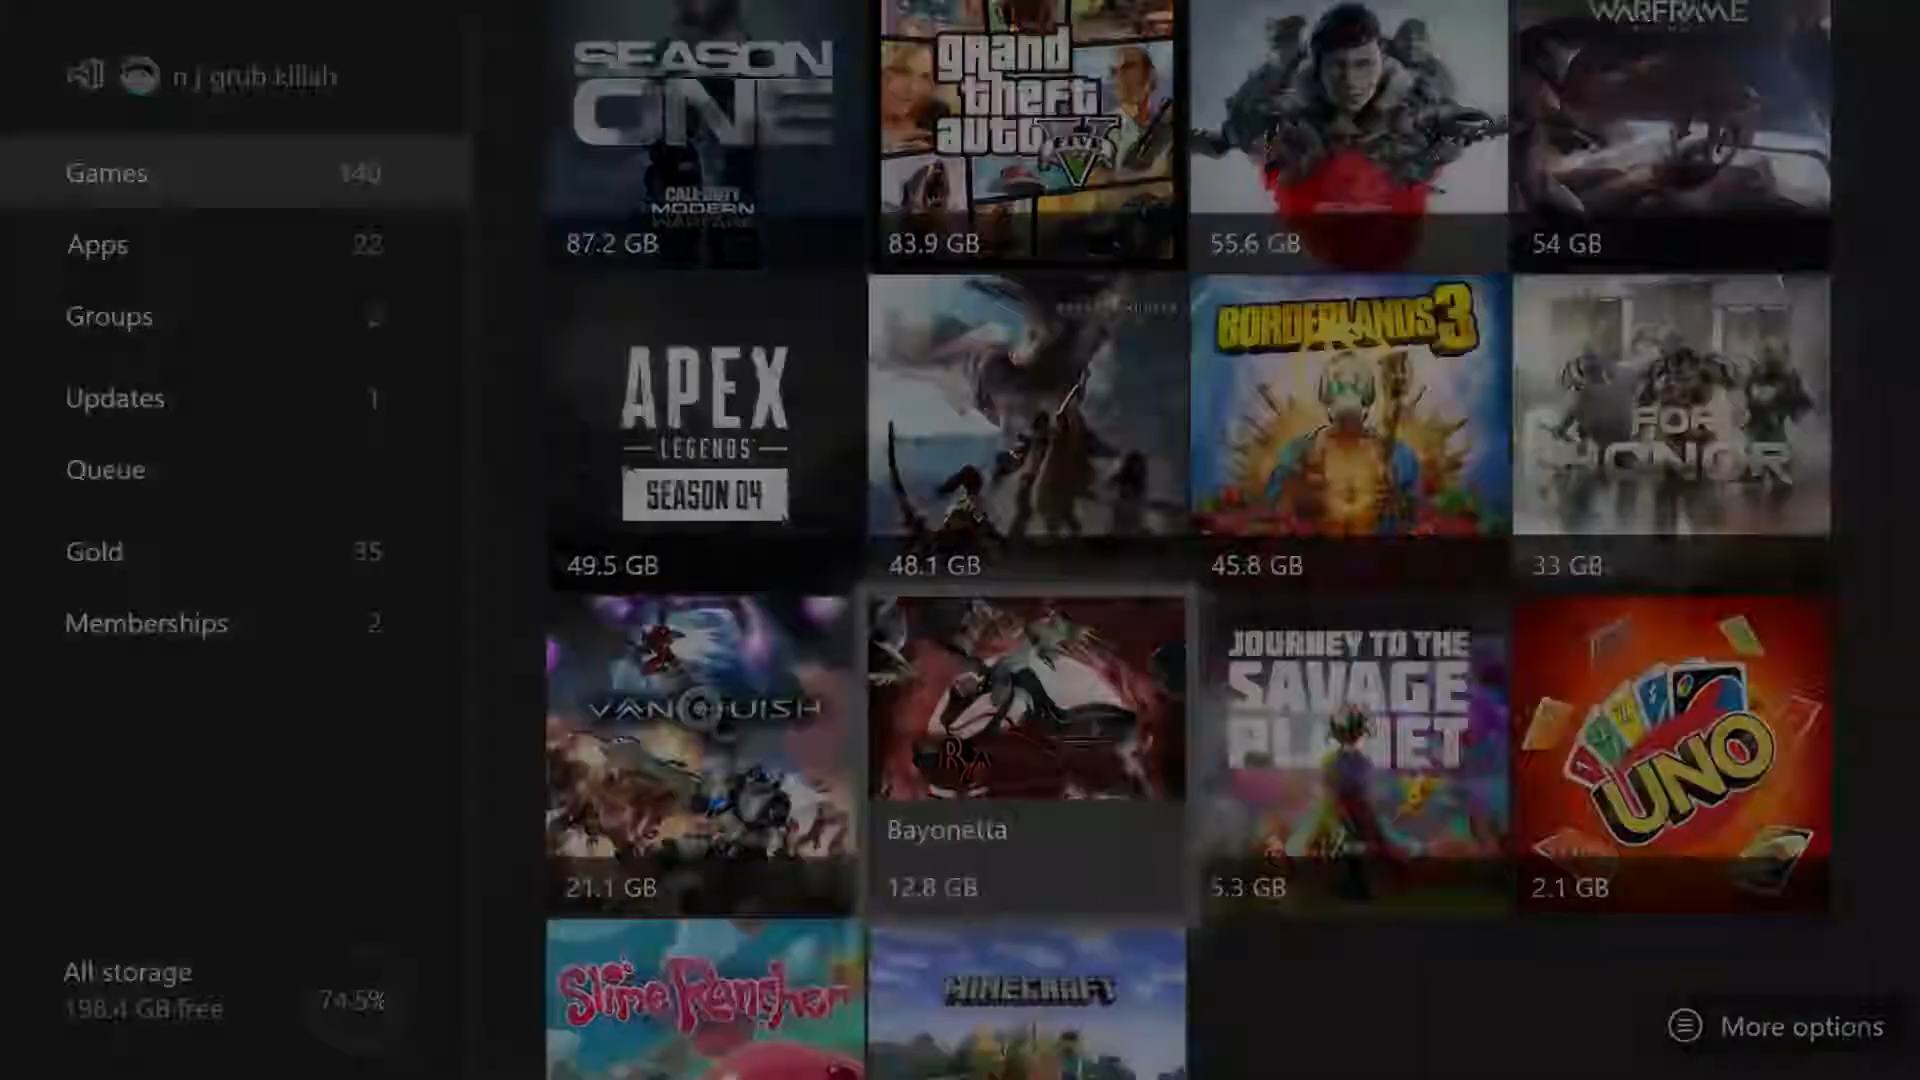 n j grub killah
Games 140
Apps 22
Groups 2
Updates 1
Queue
Gold 35
Memberships 2
All storage
198.4 GB free
74.5%
SEASON
ONE
CALL OF DUTY
MODERN
WARFARE
87.2 GB
grand
theft
auto
FIVE
83.9 GB
55.6 GB
WARFRAME
54 GB
APEX
LEGENDS
SEASON 04
49.5 GB
48.1 GB
BORDERLANDS 3
45.8 GB
FOR
HONOR
33 GB
VANQUISH
21.1 GB
Bayonetta
12.8 GB
JOURNEY TO THE
SAVAGE
PLANET
5.3 GB
UNO
2.1 GB
Slime Rancher
MINECRAFT
More options